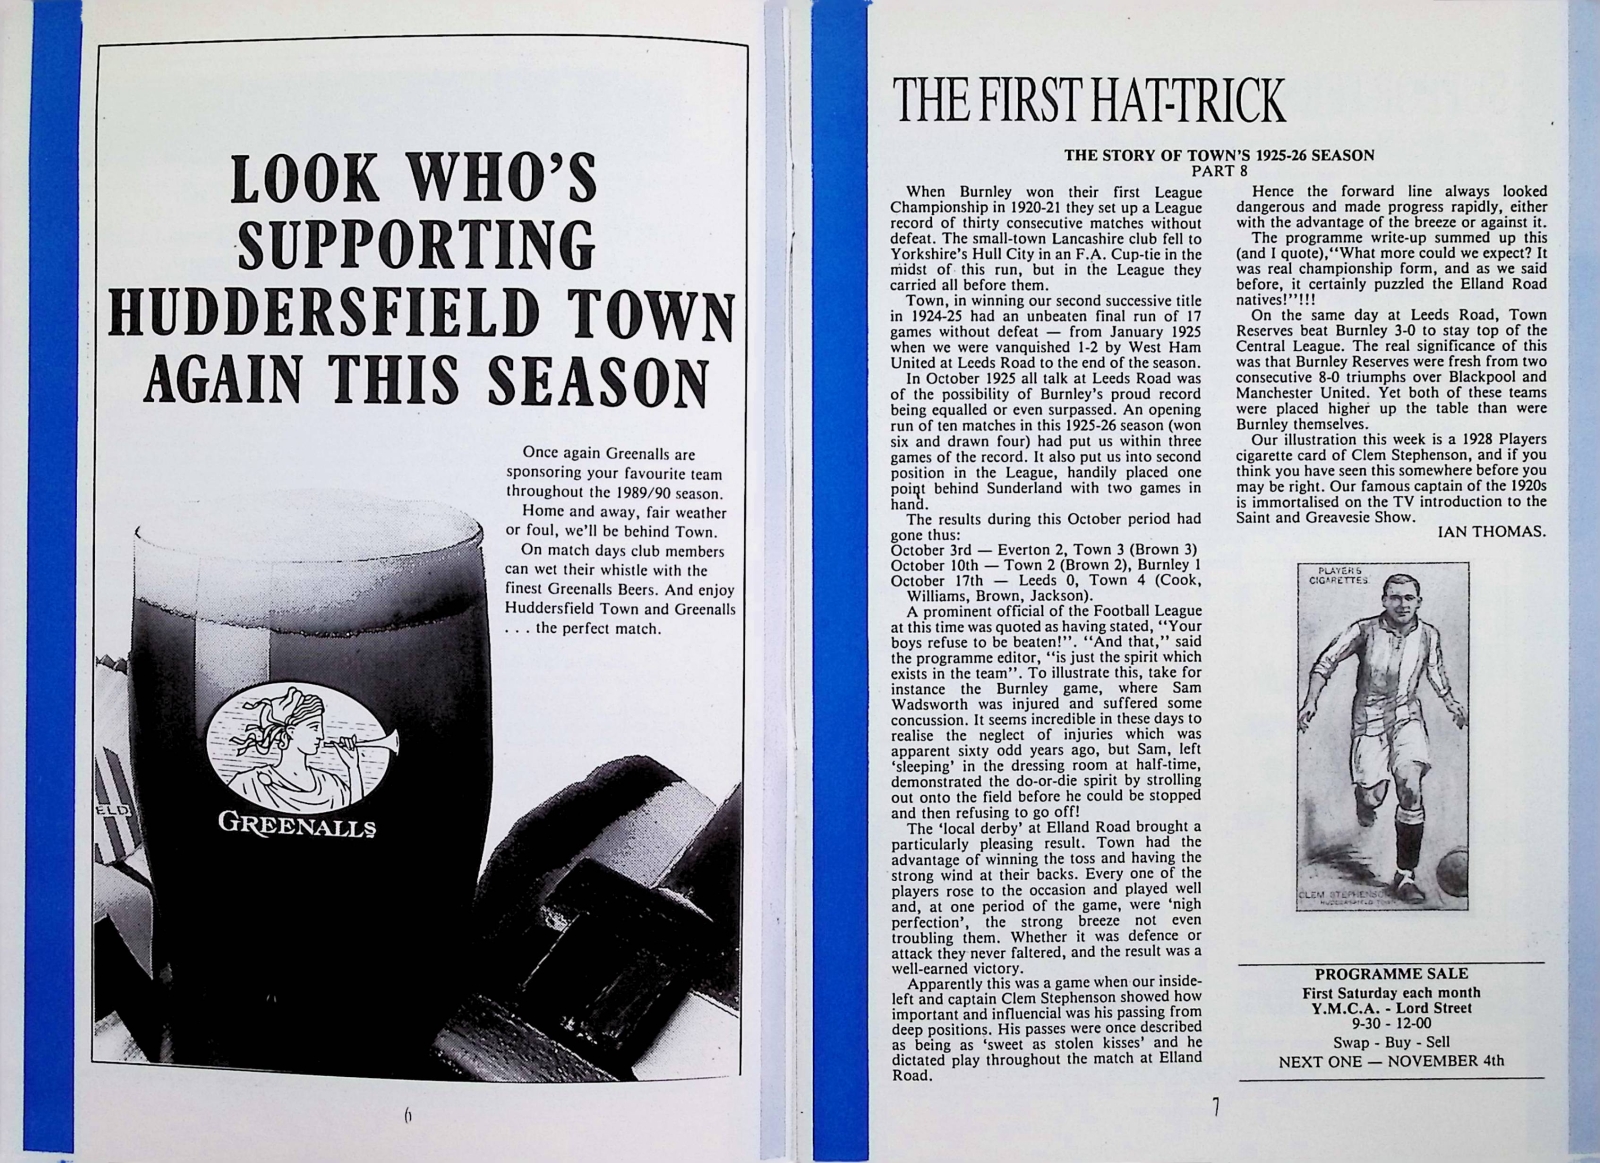 LOOK WHO'S
SUPPORTING
HUDDERSFIELD TOWN
AGAIN THIS SEASON
Once again Greenalls are
sponsoring your favourite team
throughout the 1989/90 season.
Home and away, fair weather
or foul, we'll be behind Town.
On match days club members
can wet their whistle with the
finest Greenalls Beers. And enjoy
Huddersfield Town and Greenalls
. . . the perfect match.
ELD
GREENALLS
6
THE FIRST HAT-TRICK
THE STORY OF TOWN'S 1925-26 SEASON
PART 8
When Burnley won their first League
Championship in 1920-21 they set up a League
record of thirty consecutive matches without
defeat. The small-town Lancashire club fell to
Yorkshire's Hull City in an F.A. Cup-tie in the
midst of this run, but in the League they
carried all before them.
Town, in winning our second successive title
in 1924-25 had an unbeaten final run of 17
games without defeat — from January 1925
when we were vanquished 1-2 by West Ham
United at Leeds Road to the end of the season.
In October 1925 all talk at Leeds Road was
of the possibility of Burnley's proud record
being equalled or even surpassed. An opening
run of ten matches in this 1925-26 season (won
six and drawn four) had put us within three
games of the record. It also put us into second
position in the League, handily placed one
point behind Sunderland with two games in
hand.
The results during this October period had
gone thus:
October 3rd — Everton 2, Town 3 (Brown 3)
October 10th — Town 2 (Brown 2), Burnley 1
October 17th — Leeds 0, Town 4 (Cook,
Williams, Brown, Jackson).
A prominent official of the Football League
at this time was quoted as having stated, "Your
boys refuse to be beaten!". "And that," said
the programme editor, "is just the spirit which
exists in the team". To illustrate this, take for
instance the Burnley game, where Sam
Wadsworth was injured and suffered some
concussion. It seems incredible in these days to
realise the neglect of injuries which was
apparent sixty odd years ago, but Sam, left
'sleeping' in the dressing room at half-time,
demonstrated the do-or-die spirit by strolling
out onto the field before he could be stopped
and then refusing to go off!
The 'local derby' at Elland Road brought a
particularly pleasing result. Town had the
advantage of winning the toss and having the
strong wind at their backs. Every one of the
players rose to the occasion and played well
and, at one period of the game, were 'nigh
perfection', the strong breeze not even
troubling them. Whether it was defence or
attack they never faltered, and the result was a
well-earned victory.
Apparently this was a game when our inside-
left and captain Clem Stephenson showed how
important and influencial was his passing from
deep positions. His passes were once described
as being as 'sweet as stolen kisses' and he
dictated play throughout the match at Elland
Road.
Hence the forward line always looked
dangerous and made progress rapidly, either
with the advantage of the breeze or against it.
The programme write-up summed up this
(and I quote),"What more could we expect? It
was real championship form, and as we said
before, it certainly puzzled the Elland Road
natives!"!!!
On the same day at Leeds Road, Town
Reserves beat Burnley 3-0 to stay top of the
Central League. The real significance of this
was that Burnley Reserves were fresh from two
consecutive 8-0 triumphs over Blackpool and
Manchester United. Yet both of these teams
were placed higher up the table than were
Burnley themselves.
Our illustration this week is a 1928 Players
cigarette card of Clem Stephenson, and if you
think you have seen this somewhere before you
may be right. Our famous captain of the 1920s
is immortalised on the TV introduction to the
Saint and Greavesie Show.
IAN THOMAS.
PLAYER'S
CIGARETTES
CLEM STEPHENSON
HUDDERSFIELD TOWN
PROGRAMME SALE
First Saturday each month
Y.M.C.A. - Lord Street
9-30 - 12-00
Swap - Buy - Sell
NEXT ONE — NOVEMBER 4th
7